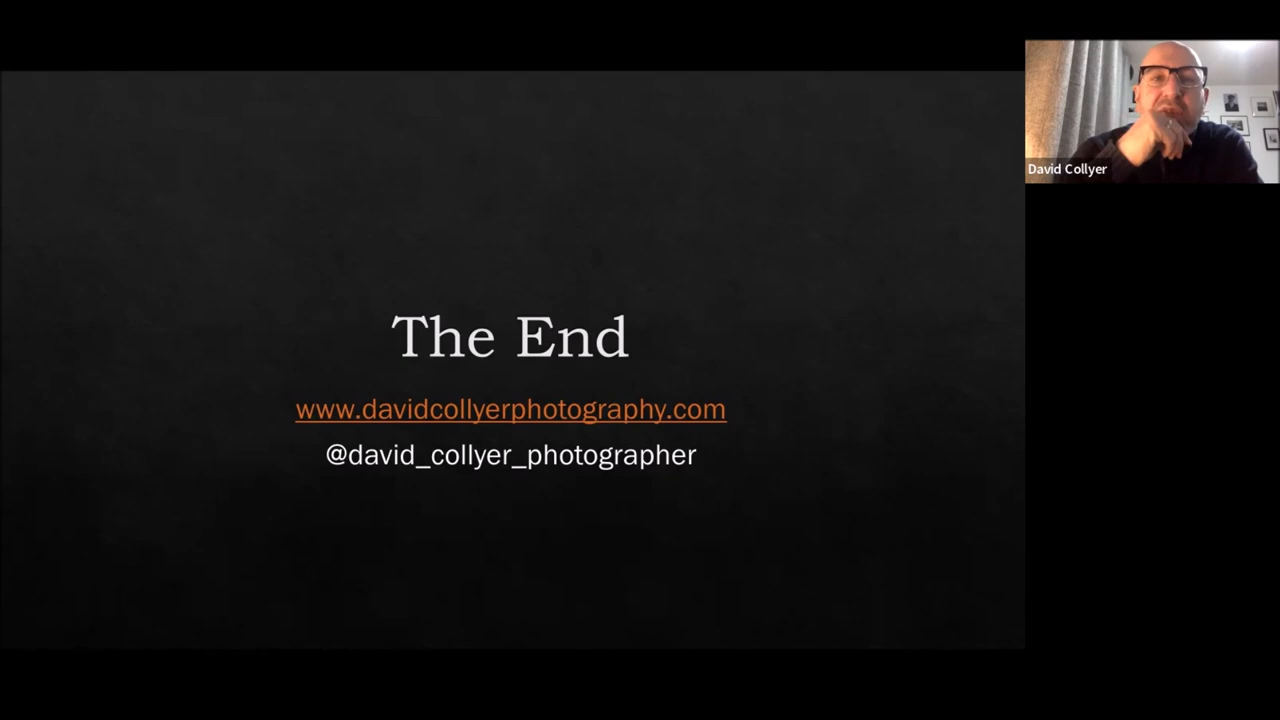 The End
www.davidcollyerphotography.com
@david_collyer_photographer
David Collyer